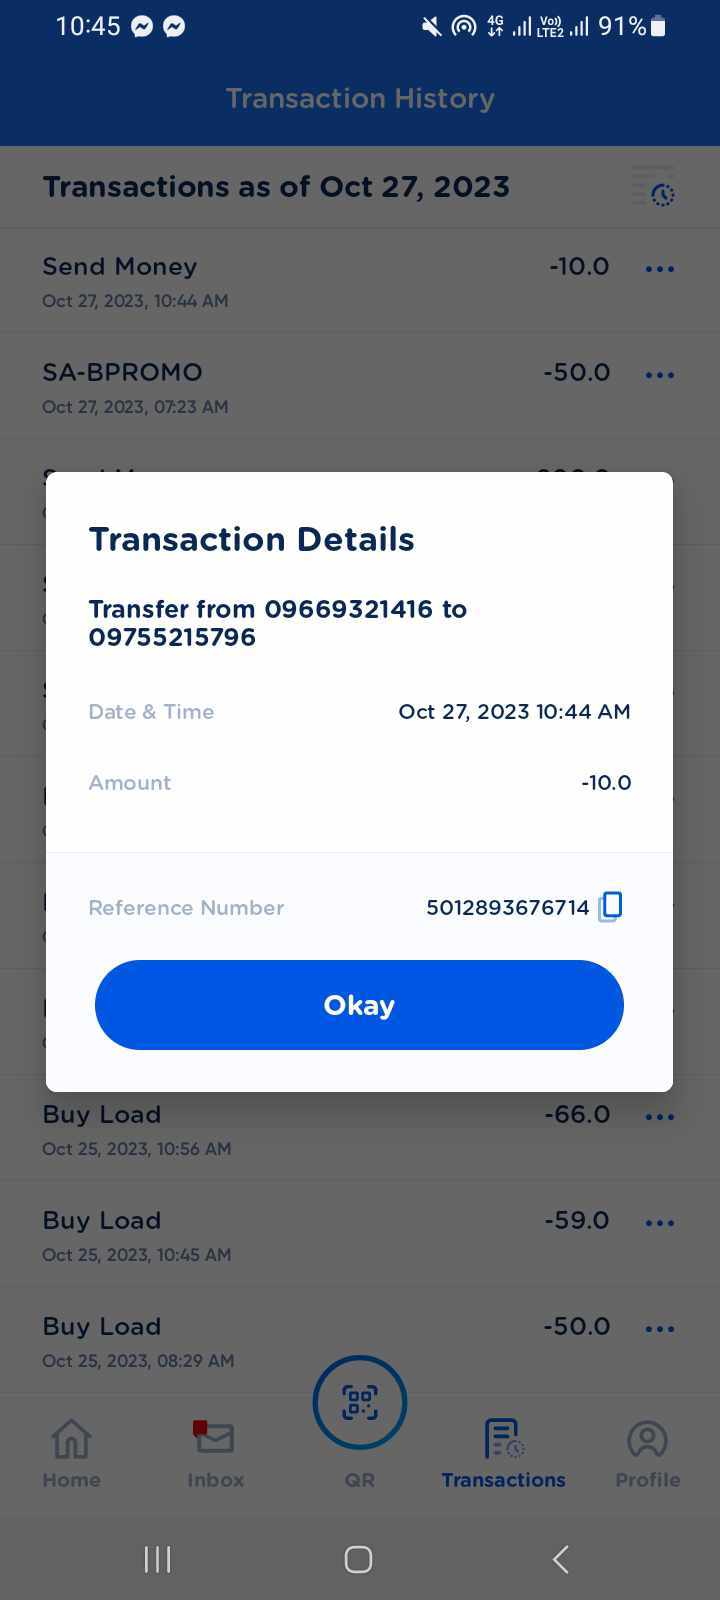 10:45 4G Vo)) LTE2 91%
Transaction History
Transactions as of Oct 27, 2023
Send Money -10.0
Oct 27, 2023, 10:44 AM
SA-BPROMO -50.0
Oct 27, 2023, 07:23 AM
Transaction Details
Transfer from 09669321416 to
09755215796
Date & Time Oct 27, 2023 10:44 AM
Amount -10.0
Reference Number 5012893676714
Okay
Buy Load -66.0
Oct 25, 2023, 10:56 AM
Buy Load -59.0
Oct 25, 2023, 10:45 AM
Buy Load -50.0
Oct 25, 2023, 08:29 AM
Home Inbox QR Transactions Profile